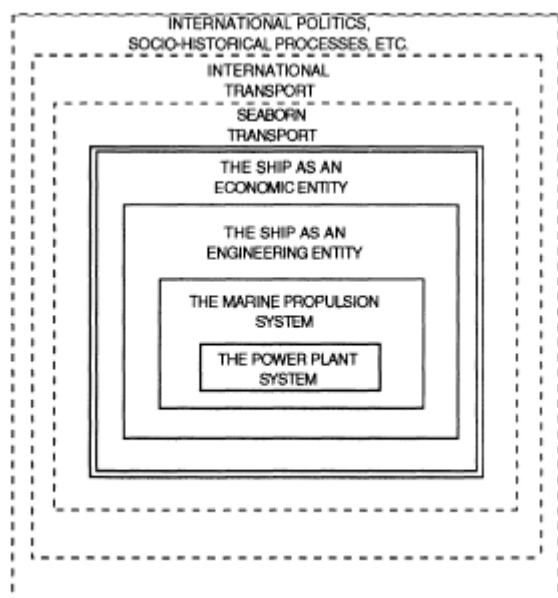 INTERNATIONAL POLITICS,
SOCIO-HISTORICAL PROCESSES, ETC.
INTERNATIONAL
TRANSPORT
SEABORN
TRANSPORT
THE SHIP AS AN
ECONOMIC ENTITY
THE SHIP AS AN
ENGINEERING ENTITY
THE MARINE PROPULSION
SYSTEM
THE POWER PLANT
SYSTEM